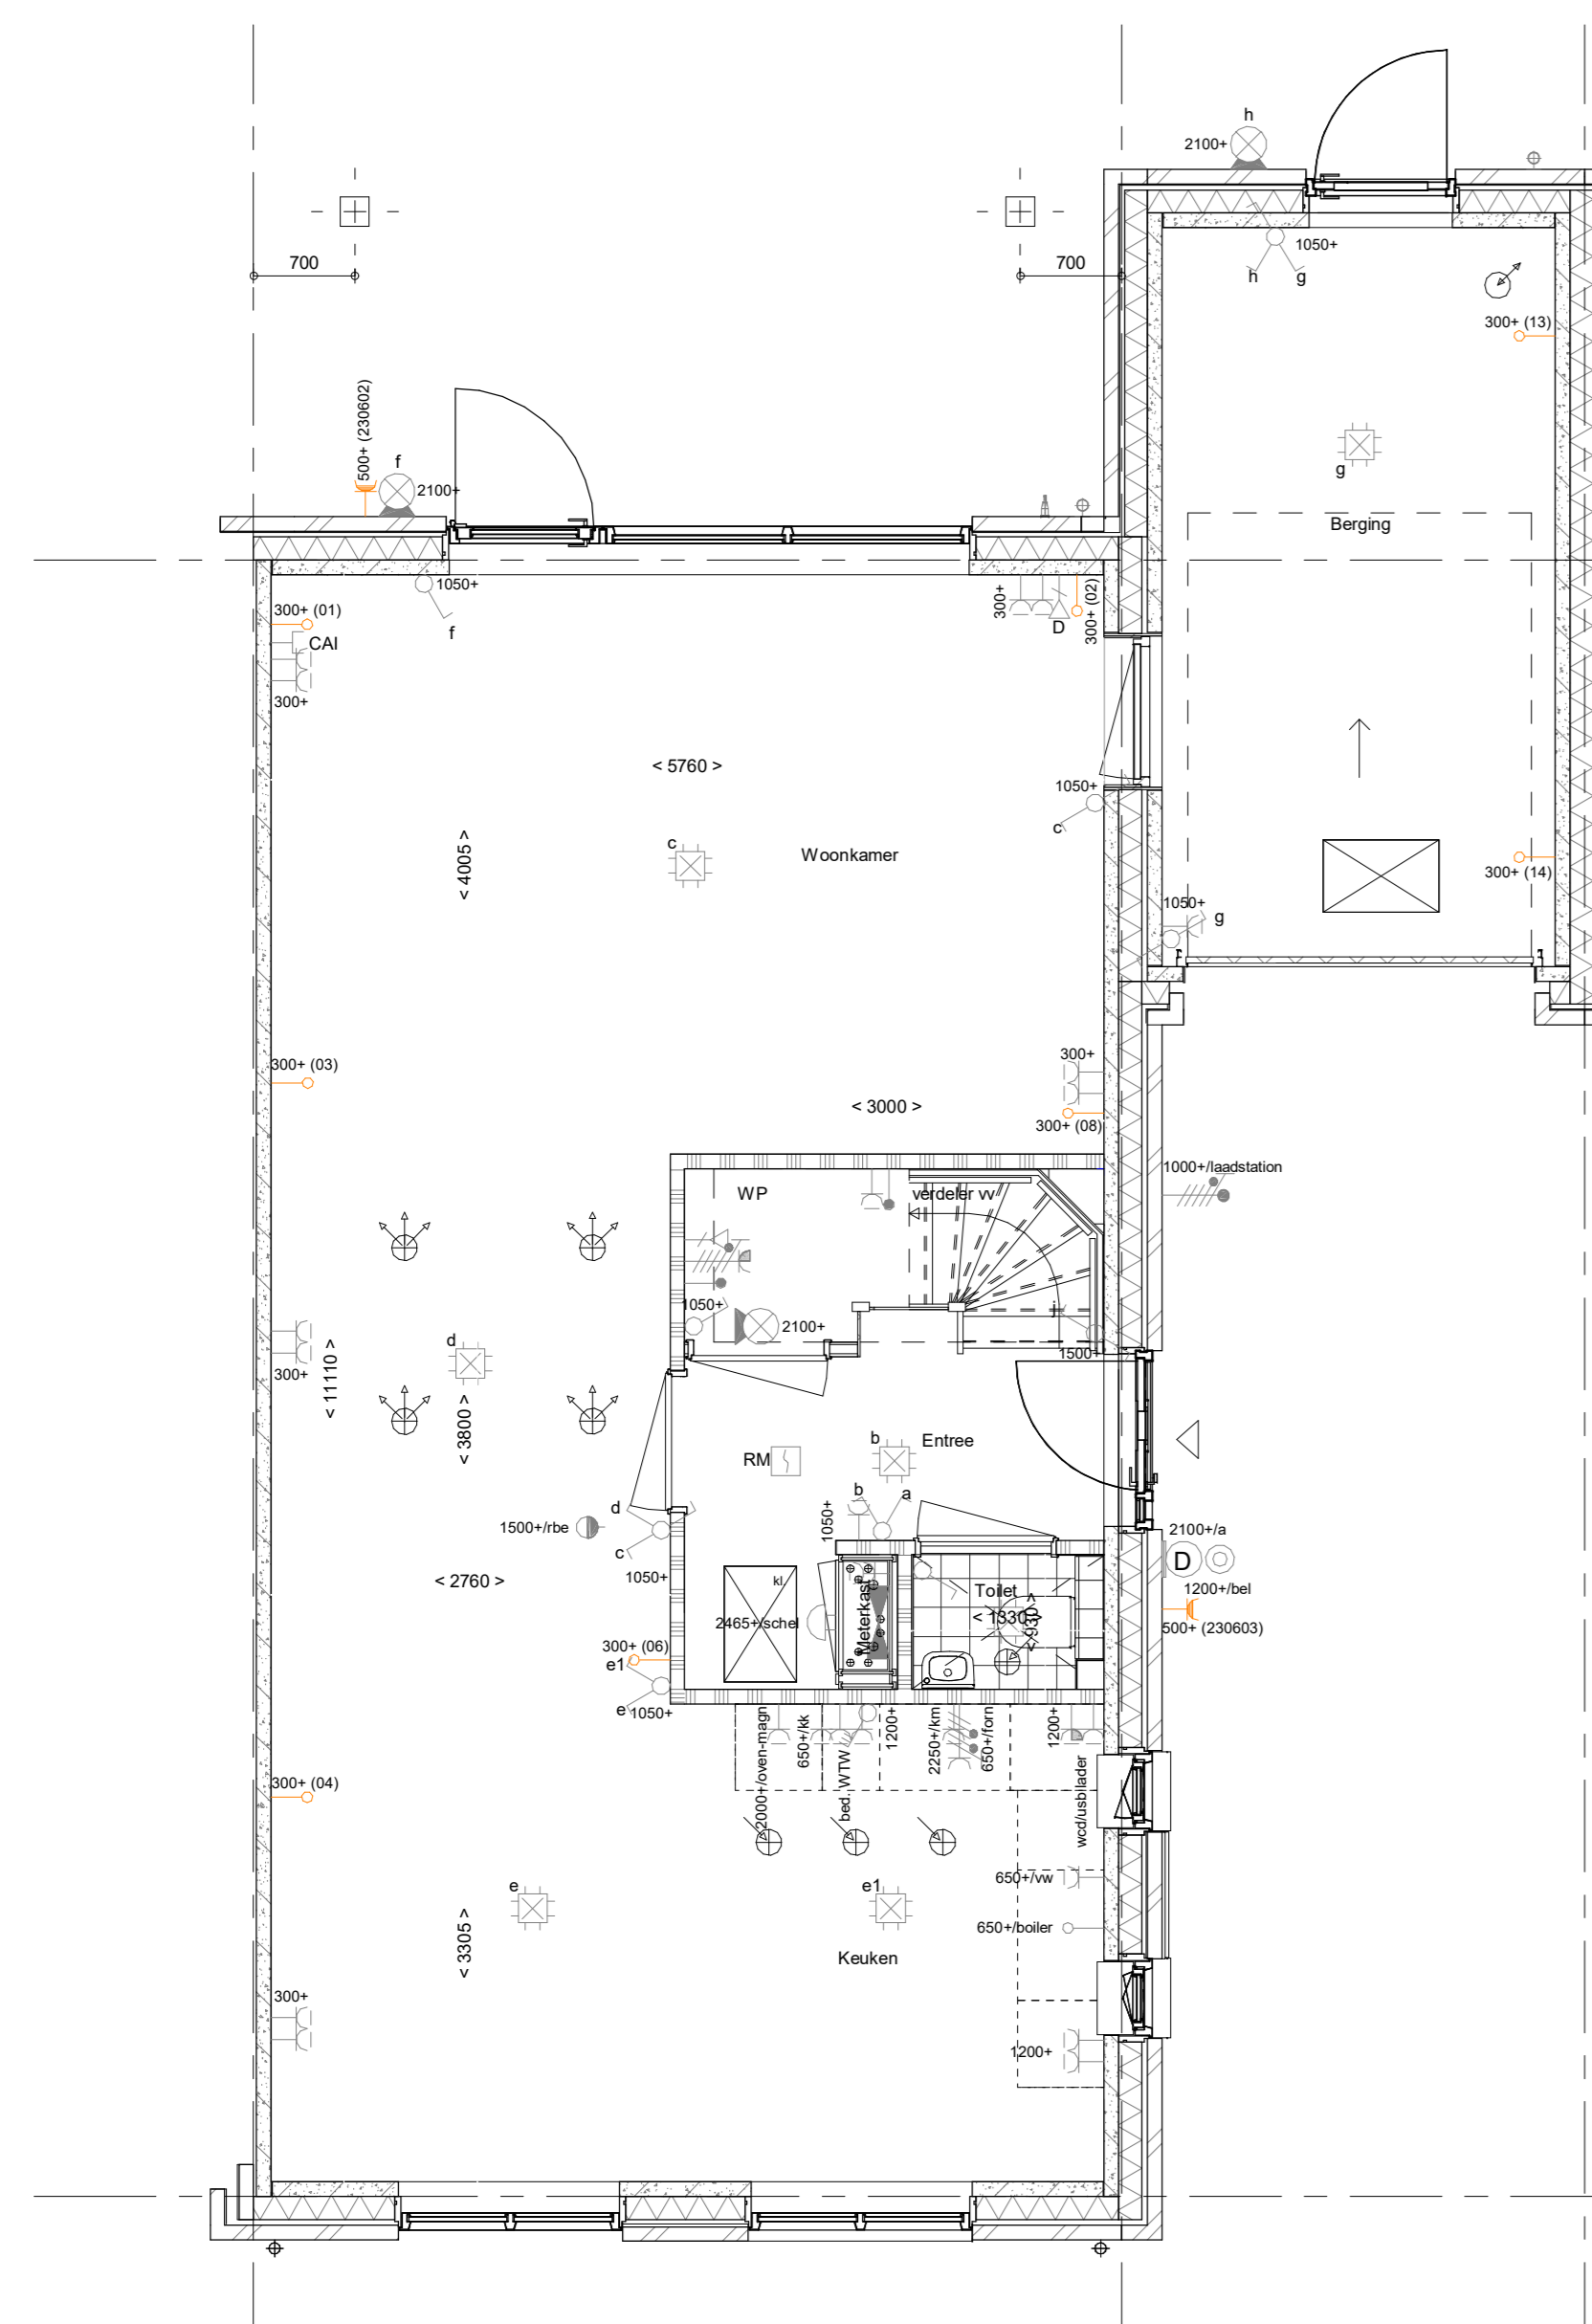 h
2100+
1050+
h
g
700
700
300+ (13)
500+ (230602)
f
2100+
g
Berging
1050+
f
300+ (01)
CAI
300+
300+
D
300+ (02)
< 5760 >
1050+
c
c
Woonkamer
< 4005 >
300+ (14)
1050+
g
300+ (03)
300+
< 3000 >
300+ (08)
1000+/laadstation
WP
verdeler vv
1050+
2100+
j
1500+
d
300+
< 11110 >
< 3800 >
b
Entree
RM
b
a
1050+
d
1500+/rbe
c
1050+
2100+/a
D
1200+/bel
500+ (230603)
< 2760 >
kl.
2465+/schel
Meterkast
Toilet
< 1330 >
< 930 >
300+ (06)
e1
e
1050+
2000+/oven-magn
650+/kk
bed. WTW
1200+
2250+/km
650+/forn
1200+
wcd/usb lader
300+ (04)
650+/vw
e
e1
650+/boiler
< 3305 >
Keuken
300+
1200+